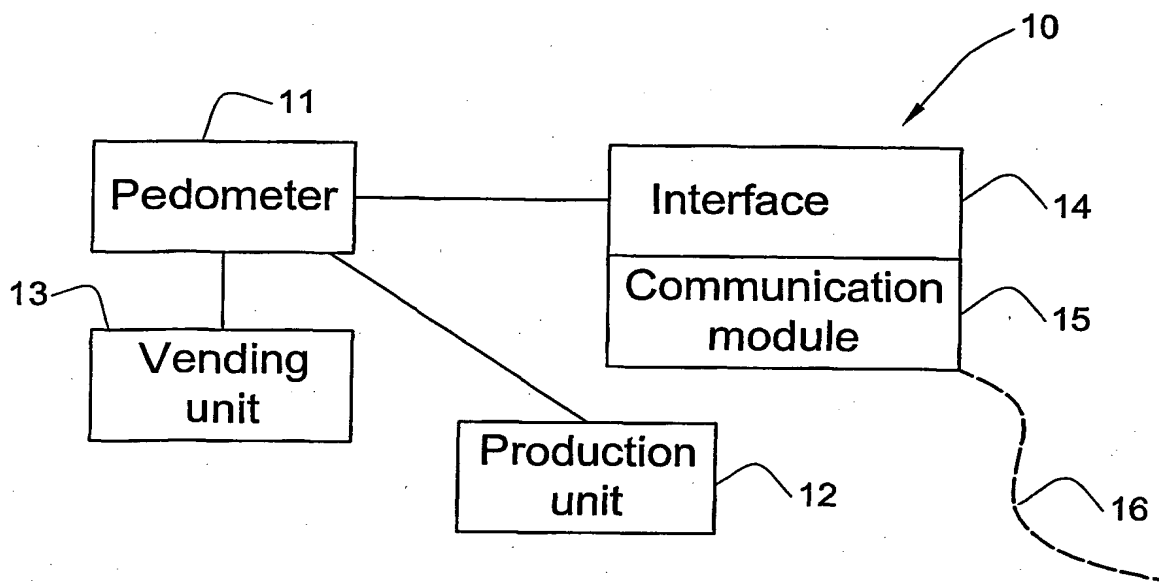 10
11
Pedometer
Interface
14
13
Communication
module
15
Vending
unit
Production
unit
12
16